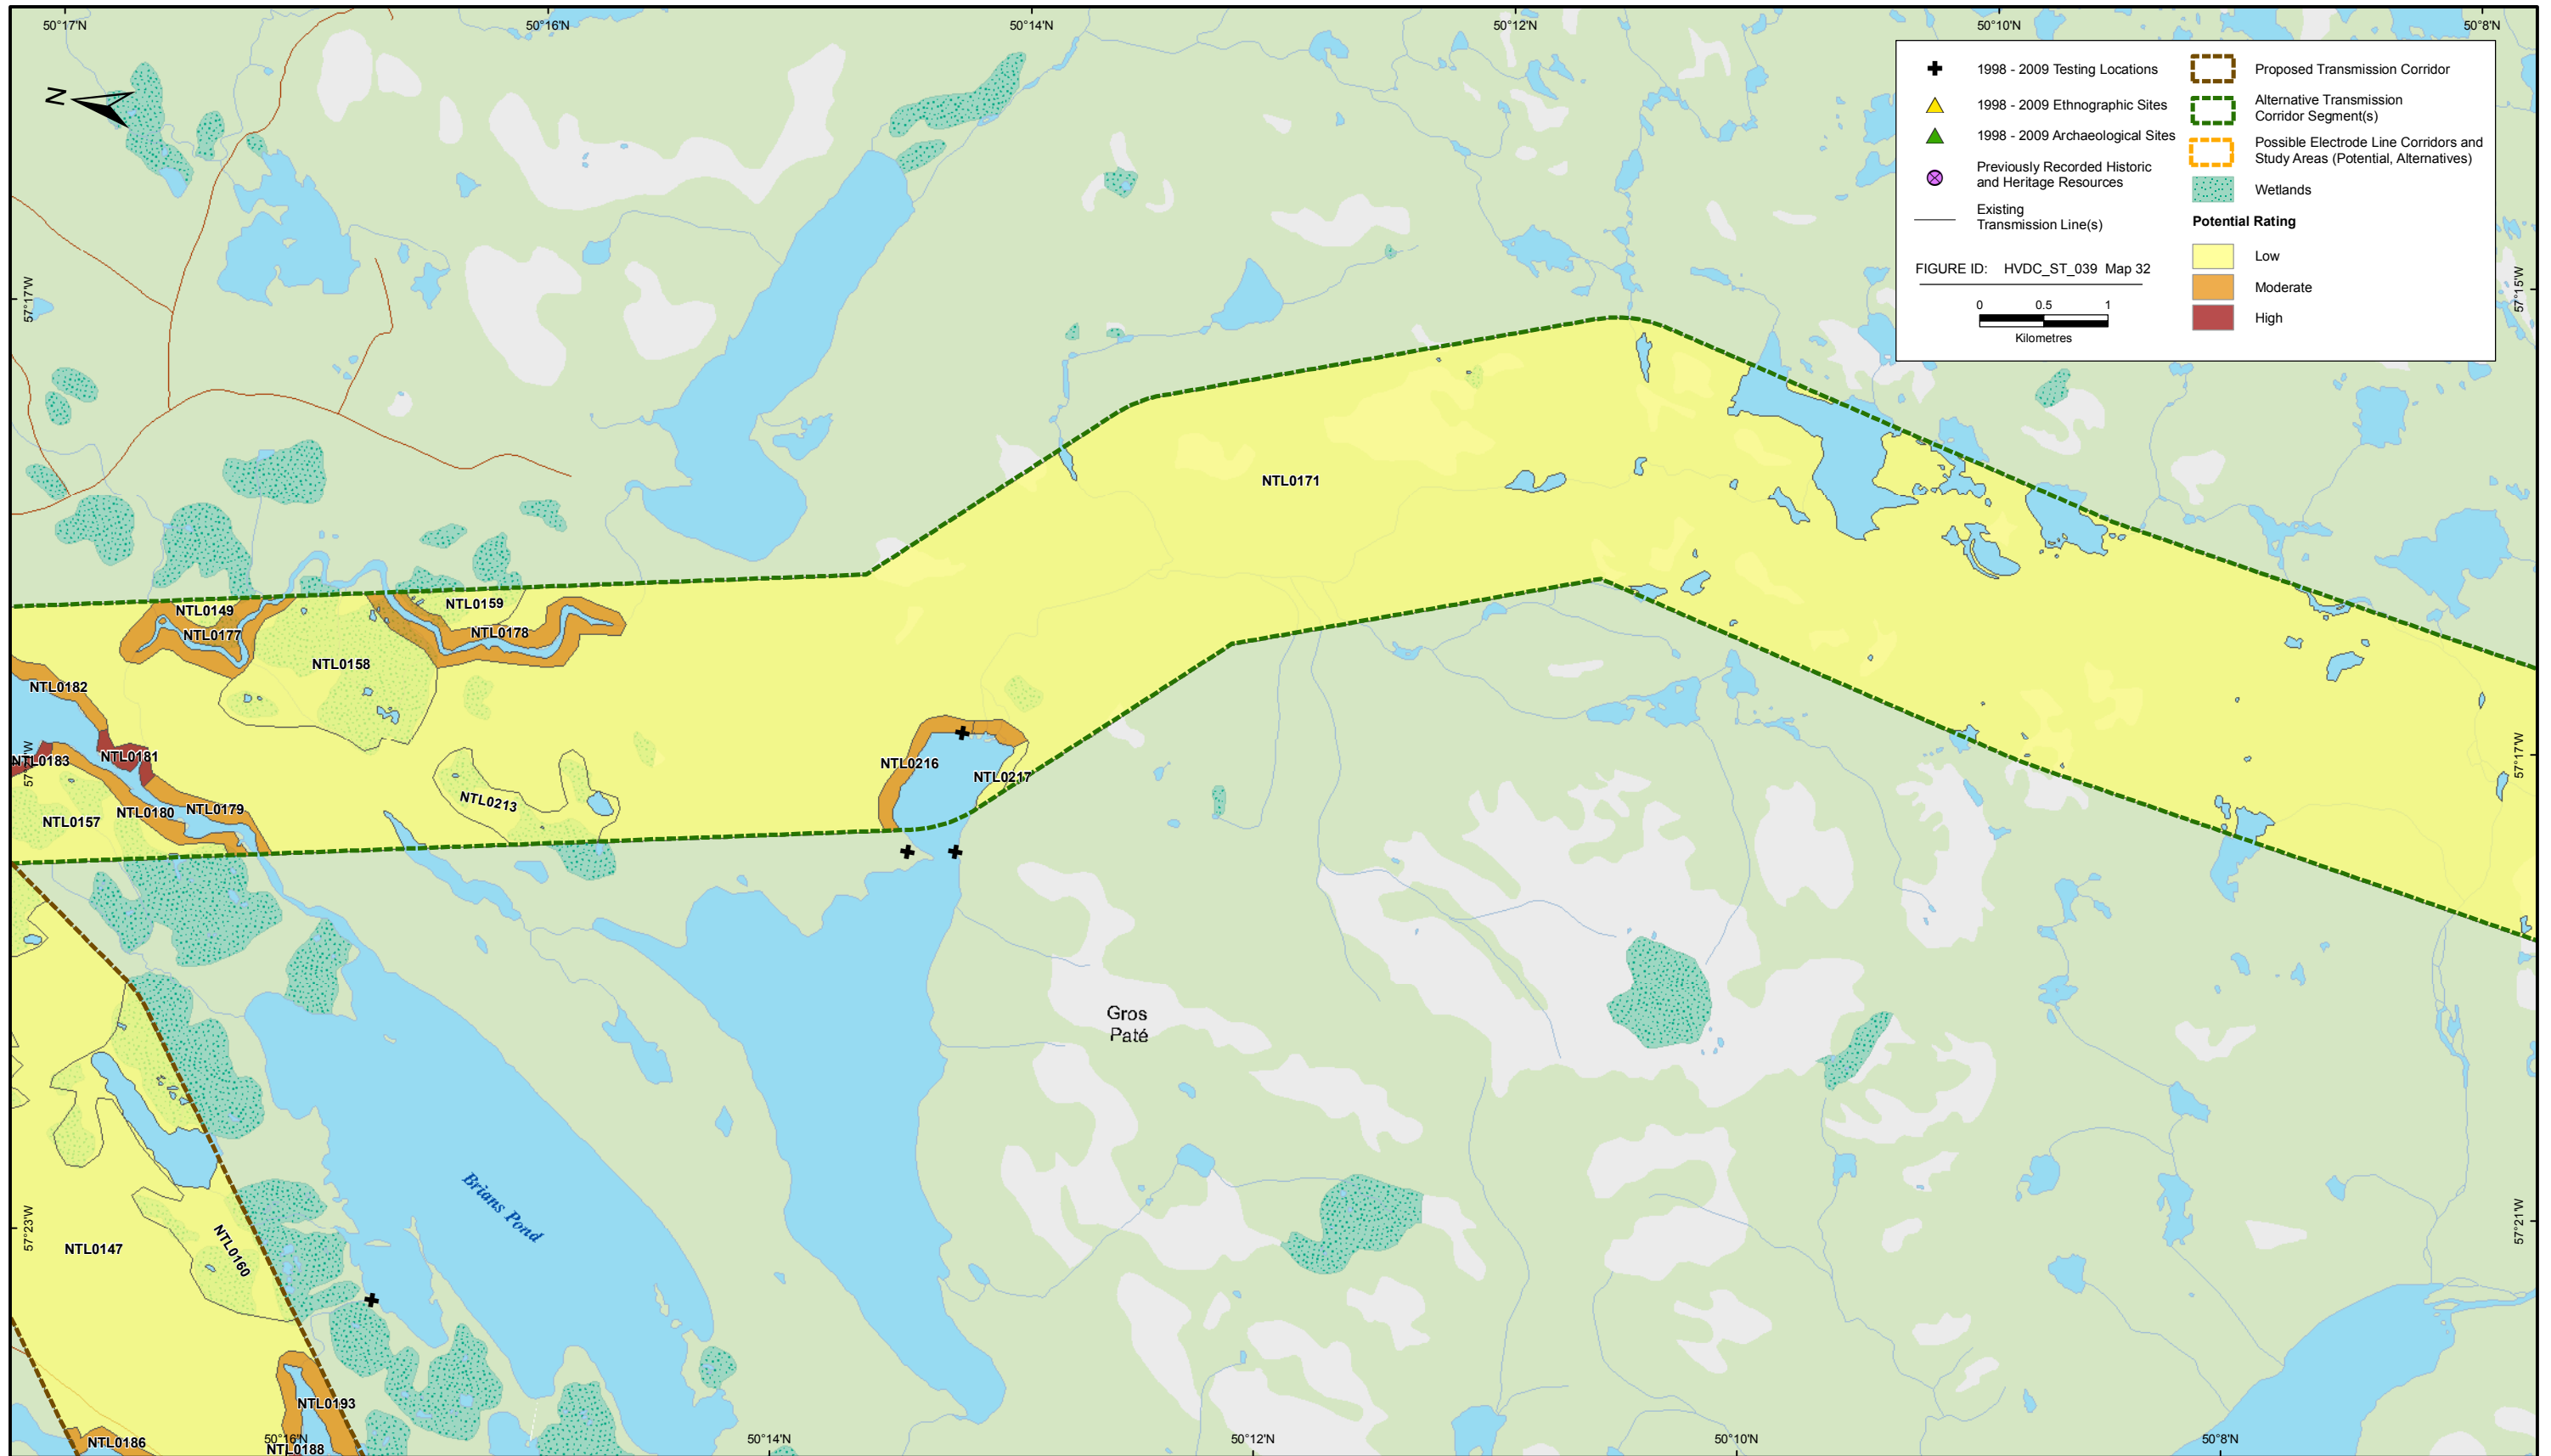 50°17'N
50°16'N
50°14'N
50°12'N
50°10'N
50°8'N
N
1998 - 2009 Testing Locations
1998 - 2009 Ethnographic Sites
1998 - 2009 Archaeological Sites
Previously Recorded Historic
and Heritage Resources
Existing
Transmission Line(s)
FIGURE ID: HVDC_ST_039 Map 32
0 0.5 1
Kilometres
Proposed Transmission Corridor
Alternative Transmission
Corridor Segment(s)
Possible Electrode Line Corridors and
Study Areas (Potential, Alternatives)
Wetlands
Potential Rating
Low
Moderate
High
57°17'W
57°15'W
NTL0171
NTL0149
NTL0159
NTL0177
NTL0178
NTL0158
NTL0182
NTL0181
NTL0183
NTL0216
NTL0217
57°17'W
NTL0213
NTL0180
NTL0179
NTL0157
Gros
Paté
Brians Pond
57°23'W
57°21'W
NTL0147
NTL0160
NTL0193
NTL0186
NTL0188
50°16'N
50°14'N
50°12'N
50°10'N
50°8'N